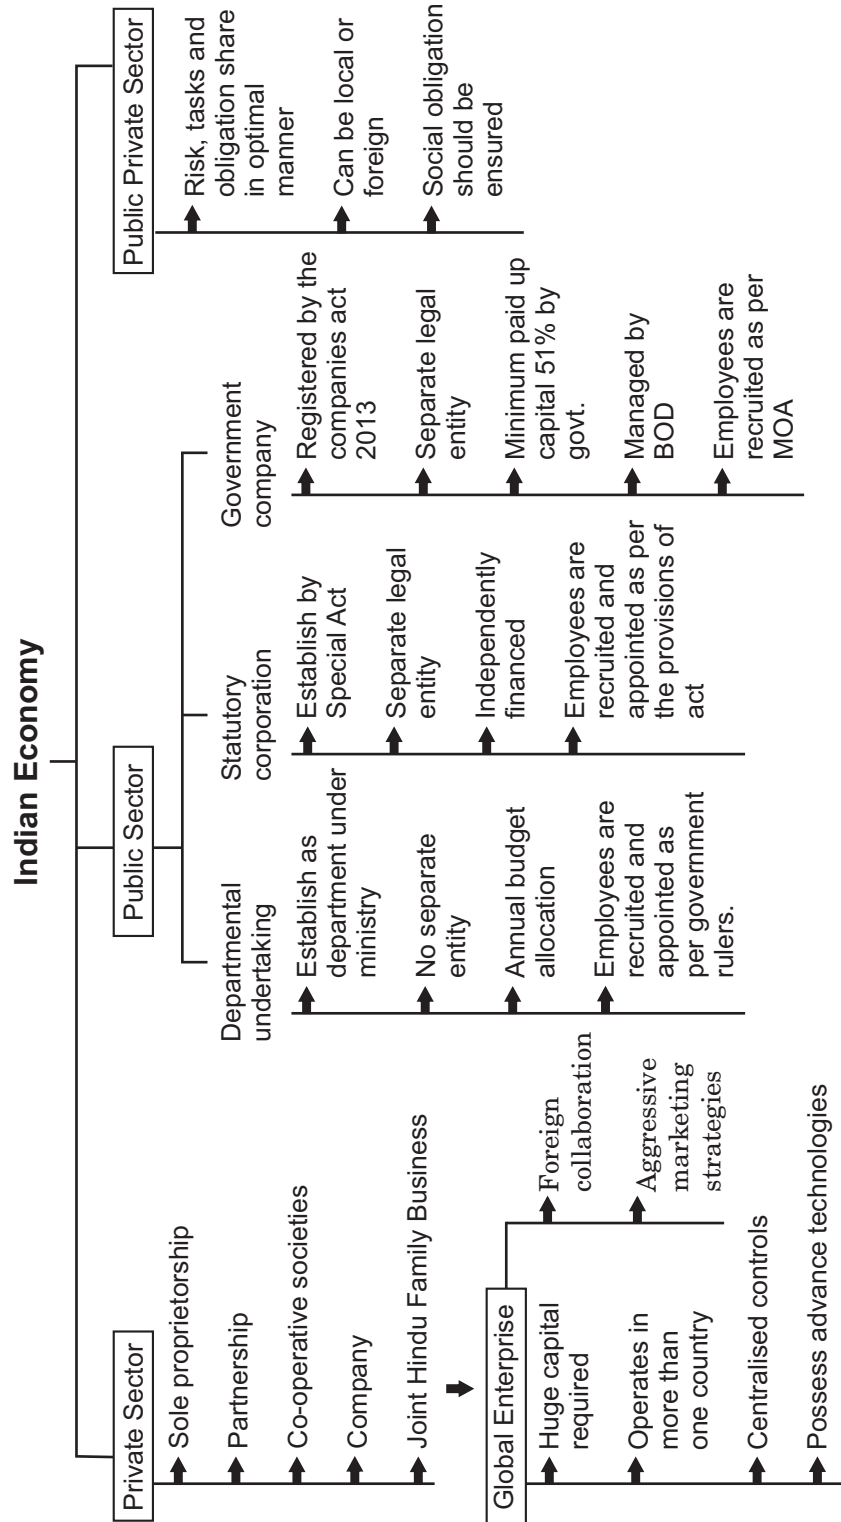 Indian Economy
Private Sector
Sole proprietorship
Partnership
Co-operative societies
Company
Joint Hindu Family Business
Global Enterprise
Huge capital
required
Operates in
more than
one country
Centralised controls
Possess advance technologies
Foreign
collaboration
Aggressive
marketing
strategies
Public Sector
Departmental
undertaking
Establish as
department under
ministry
No separate
entity
Annual budget
allocation
Employees are
recruited and
appointed as
per government
rulers.
Statutory
corporation
Establish by
Special Act
Separate legal
entity
Independently
financed
Employees are
recruited and
appointed as per
the provisions of
act
Government
company
Registered by the
companies act
2013
Separate legal
entity
Minimum paid up
capital 51% by
govt.
Managed by
BOD
Employees are
recruited as per
MOA
Public Private Sector
Risk, tasks and
obligation share
in optimal
manner
Can be local or
foreign
Social obligation
should be
ensured